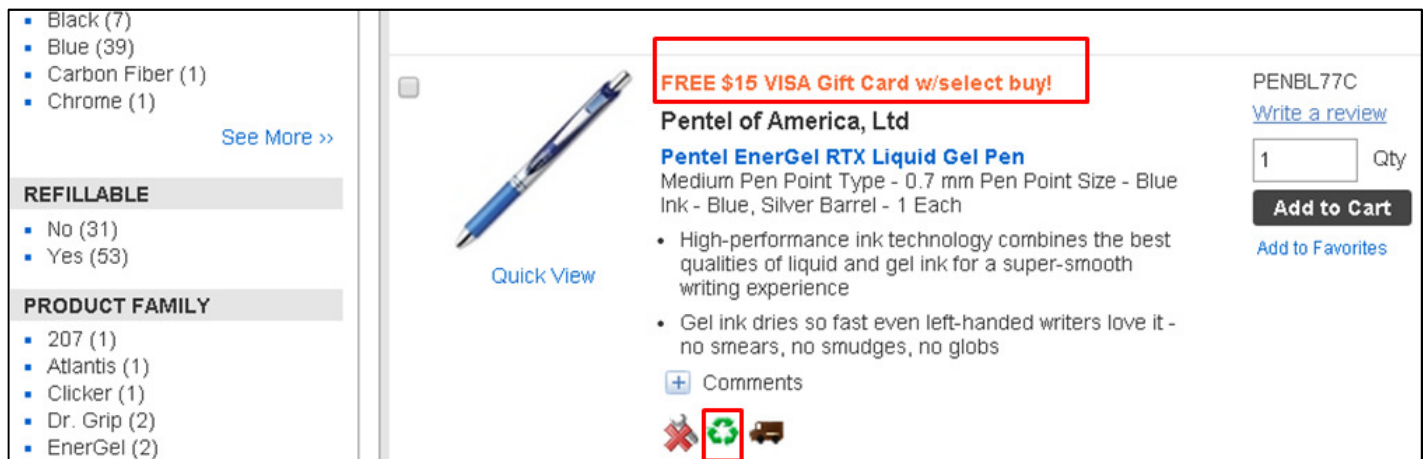 Black (7)
Blue (39)
Carbon Fiber (1)
Chrome (1)
See More >>
REFILLABLE
No (31)
Yes (53)
PRODUCT FAMILY
207 (1)
Atlantis (1)
Clicker (1)
Dr. Grip (2)
EnerGel (2)
Quick View
FREE $15 VISA Gift Card w/select buy!
Pentel of America, Ltd
Pentel EnerGel RTX Liquid Gel Pen
Medium Pen Point Type - 0.7 mm Pen Point Size - Blue
Ink - Blue, Silver Barrel - 1 Each
• High-performance ink technology combines the best
qualities of liquid and gel ink for a super-smooth
writing experience
• Gel ink dries so fast even left-handed writers love it -
no smears, no smudges, no globs
+ Comments
PENBL77C
Write a review
1 Qty
Add to Cart
Add to Favorites